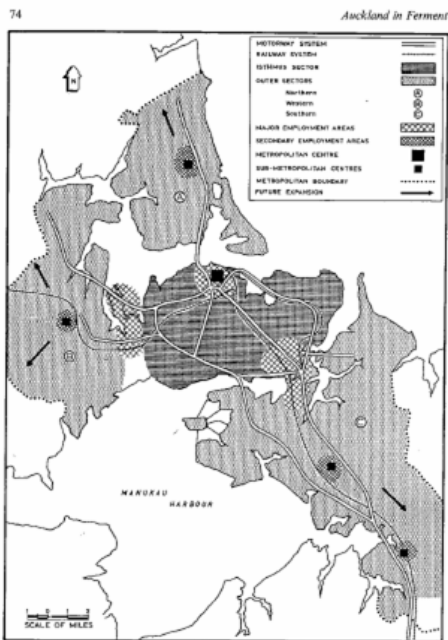 74
Auckland in Ferment
MOTORWAY SYSTEM
RAILWAY SYSTEM
ISTHMUS SECTOR
OUTER SECTORS
Northern A
Western B
Southern C
MAJOR EMPLOYMENT AREAS
SECONDARY EMPLOYMENT AREAS
METROPOLITAN CENTRE
SUB-METROPOLITAN CENTRES
METROPOLITAN BOUNDARY
FUTURE EXPANSION
N
A
B
C
MANUKAU
HARBOUR
SCALE OF MILES